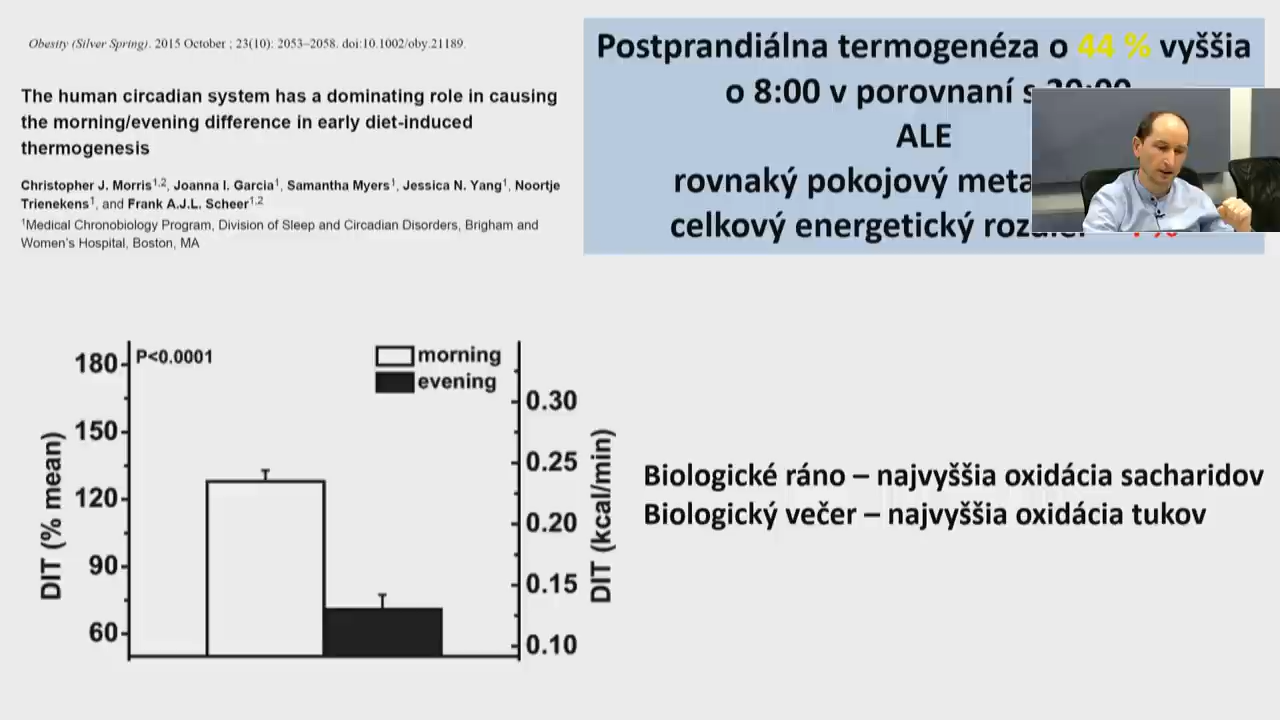 Obesity (Silver Spring). 2015 October ; 23(10): 2053–2058. doi:10.1002/oby.21189.
The human circadian system has a dominating role in causing
the morning/evening difference in early diet-induced
thermogenesis
Christopher J. Morris1,2, Joanna I. Garcia1, Samantha Myers1, Jessica N. Yang1, Noortje
Trienekens1, and Frank A.J.L. Scheer1,2
1Medical Chronobiology Program, Division of Sleep and Circadian Disorders, Brigham and
Women's Hospital, Boston, MA
Postprandiálna termogenéza o 44 % vyššia
o 8:00 v porovnaní s 20:00
ALE
rovnaký pokojový
celkový energetický
P<0.0001
morning
evening
DIT (% mean)
180
150
120
90
60
0.30
0.25
0.20
0.15
0.10
DIT (kcal/min)
Biologické ráno – najvyššia oxidácia sacharidov
Biologický večer – najvyššia oxidácia tukov